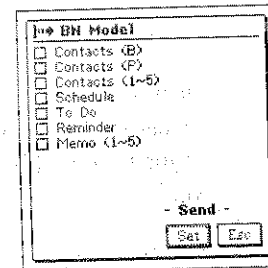 BN Model
Contacts (B)
Contacts (P)
Contacts (1~5)
Schedule
To Do
Reminder
Memo (1~5)
- Send -
Set Esc